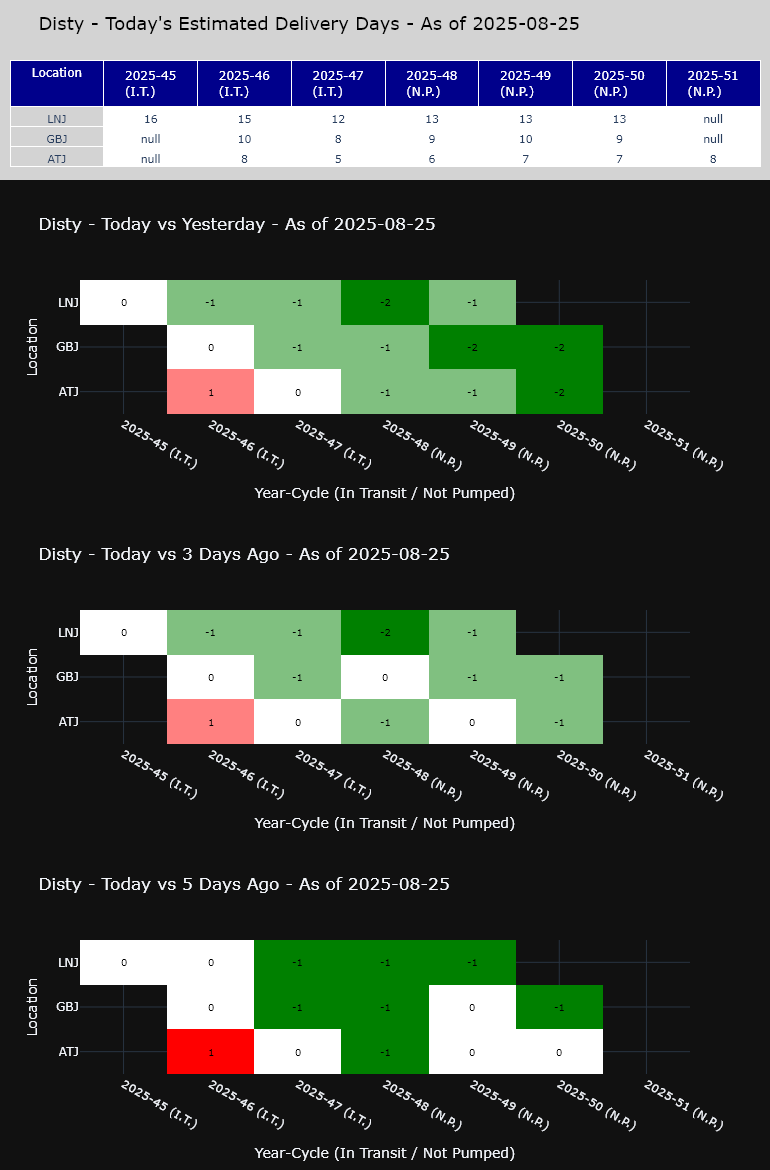 Disty - Today's Estimated Delivery Days - As of 2025-08-25
Location 2025-45 (I.T.) 2025-46 (I.T.) 2025-47 (I.T.) 2025-48 (N.P.) 2025-49 (N.P.) 2025-50 (N.P.) 2025-51 (N.P.)
LNJ 16 15 12 13 13 13 null
GBJ null 10 8 9 10 9 null
ATJ null 8 5 6 7 7 8
Disty - Today vs Yesterday - As of 2025-08-25
Location
LNJ 0 -1 -1 -2 -1
GBJ 0 -1 -1 -2 -2
ATJ 1 0 -1 -1 -2
2025-45 (I.T.) 2025-46 (I.T.) 2025-47 (I.T.) 2025-48 (N.P.) 2025-49 (N.P.) 2025-50 (N.P.) 2025-51 (N.P.)
Year-Cycle (In Transit / Not Pumped)
Disty - Today vs 3 Days Ago - As of 2025-08-25
Location
LNJ 0 -1 -1 -2 -1
GBJ 0 -1 0 -1 -1
ATJ 1 0 -1 0 -1
2025-45 (I.T.) 2025-46 (I.T.) 2025-47 (I.T.) 2025-48 (N.P.) 2025-49 (N.P.) 2025-50 (N.P.) 2025-51 (N.P.)
Year-Cycle (In Transit / Not Pumped)
Disty - Today vs 5 Days Ago - As of 2025-08-25
Location
LNJ 0 0 -1 -1 -1
GBJ 0 -1 -1 0 -1
ATJ 1 0 -1 0 0
2025-45 (I.T.) 2025-46 (I.T.) 2025-47 (I.T.) 2025-48 (N.P.) 2025-49 (N.P.) 2025-50 (N.P.) 2025-51 (N.P.)
Year-Cycle (In Transit / Not Pumped)